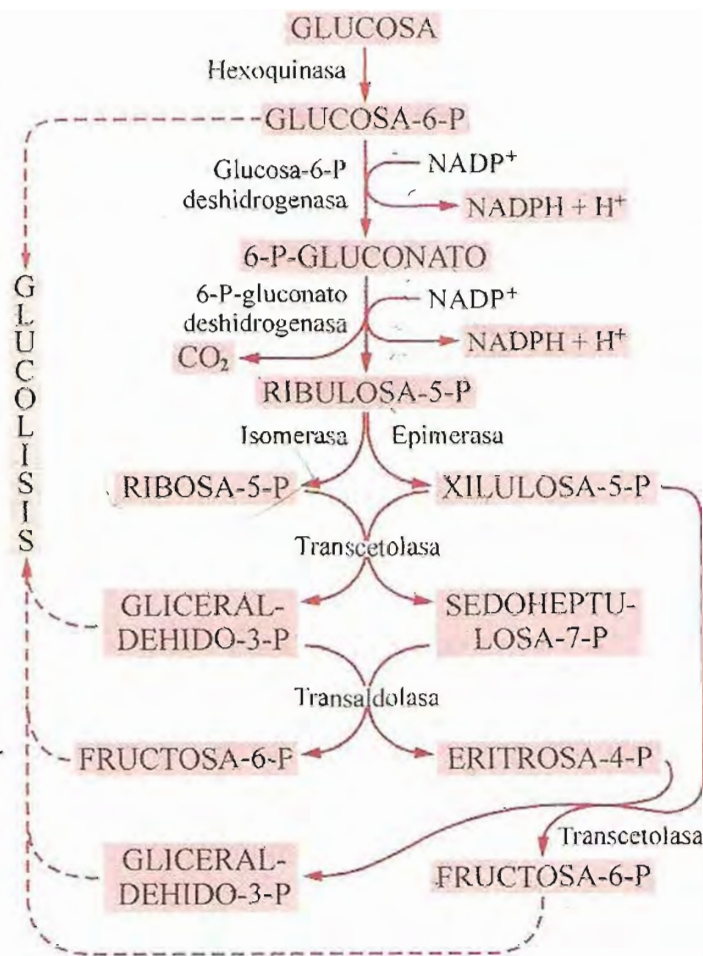 GLUCOSA
Hexoquinasa
GLUCOSA-6-P
Glucosa-6-P
deshidrogenasa
NADP⁺
NADPH + H⁺
6-P-GLUCONATO
6-P-gluconato
deshidrogenasa
NADP⁺
NADPH + H⁺
CO₂
RIBULOSA-5-P
Isomerasa
Epimerasa
RIBOSA-5-P
XILULOSA-5-P
Transcetolasa
GLICERAL-
DEHIDO-3-P
SEDOHEPTU-
LOSA-7-P
Transaldolasa
FRUCTOSA-6-P
ERITROSA-4-P
Transcetolasa
GLICERAL-
DEHIDO-3-P
FRUCTOSA-6-P
GLUCOLISIS